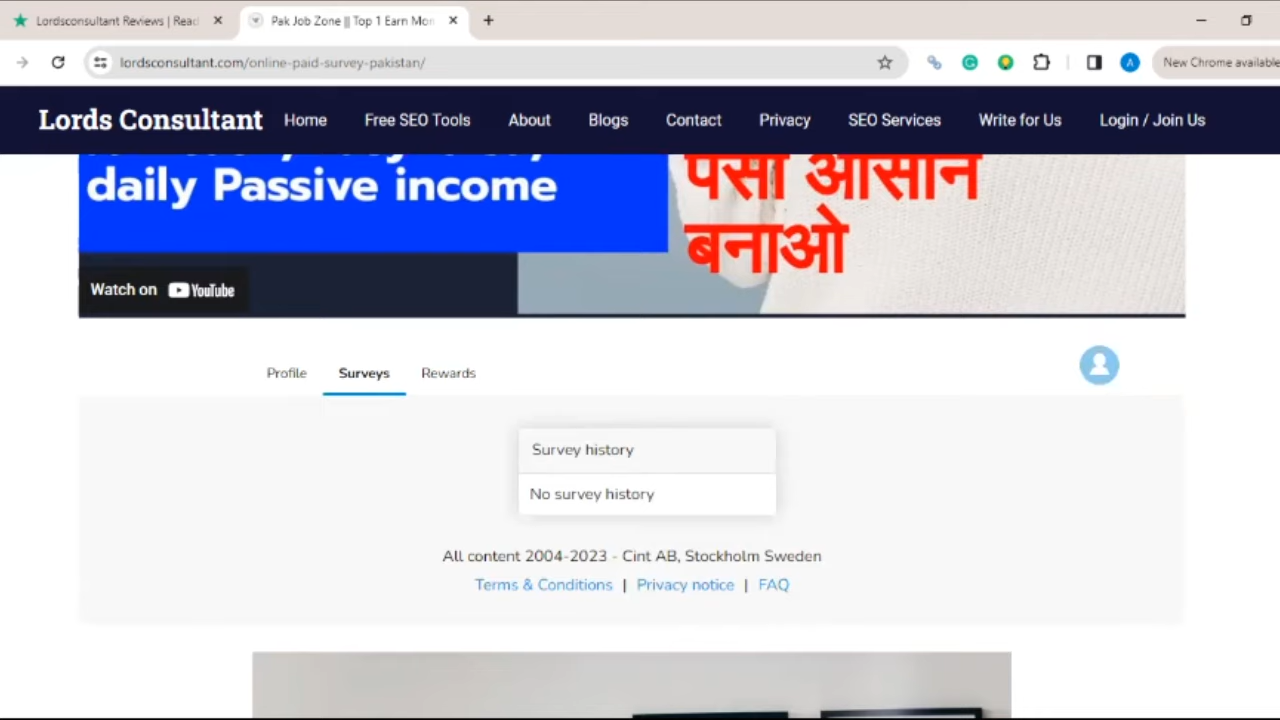 Lordsconsultant Reviews | Read
Pak Job Zone || Top 1 Earn Mon
lordsconsultant.com/online-paid-survey-pakistan/
A
New Chrome available
Lords Consultant
Home
Free SEO Tools
About
Blogs
Contact
Privacy
SEO Services
Write for Us
Login / Join Us
daily Passive income
पैसा आसान
बनाओ
Watch on YouTube
Profile
Surveys
Rewards
Survey history
No survey history
All content 2004-2023 - Cint AB, Stockholm Sweden
Terms & Conditions | Privacy notice | FAQ